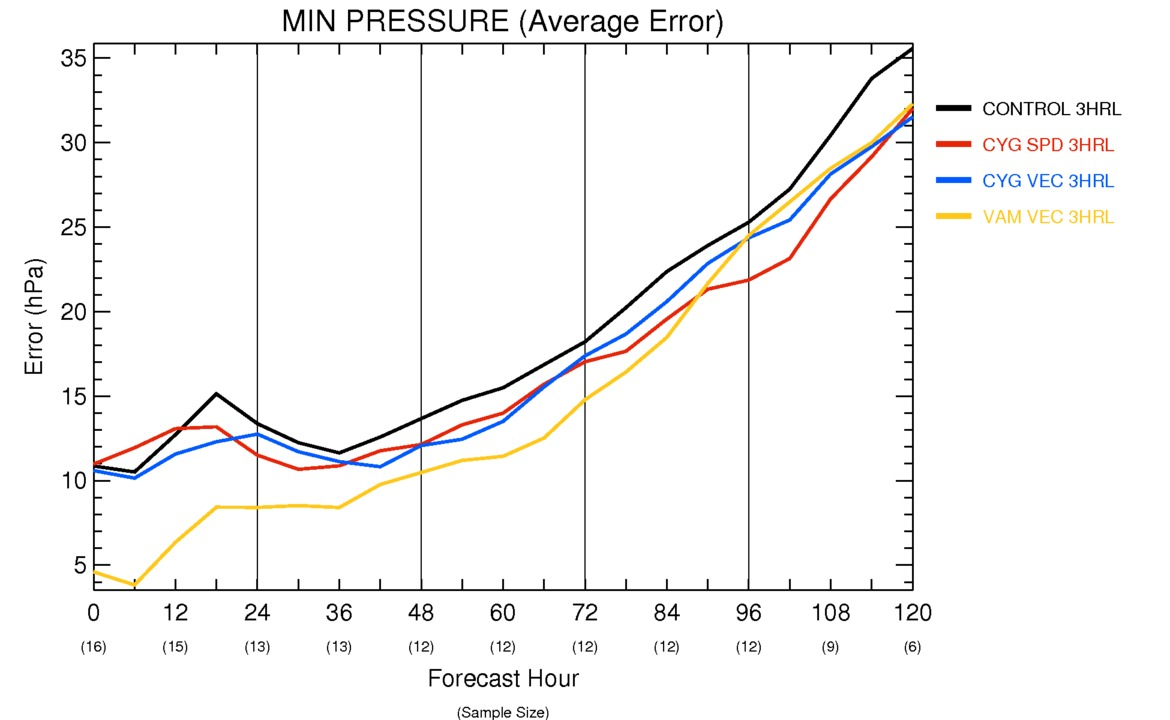 MIN PRESSURE (Average Error)
35
30
25
20
15
10
5
Error (hPa)
CONTROL 3HRL
CYG SPD 3HRL
CYG VEC 3HRL
VAM VEC 3HRL
0 12 24 36 48 60 72 84 96 108 120
(16) (15) (13) (13) (12) (12) (12) (12) (12) (9) (6)
Forecast Hour
(Sample Size)